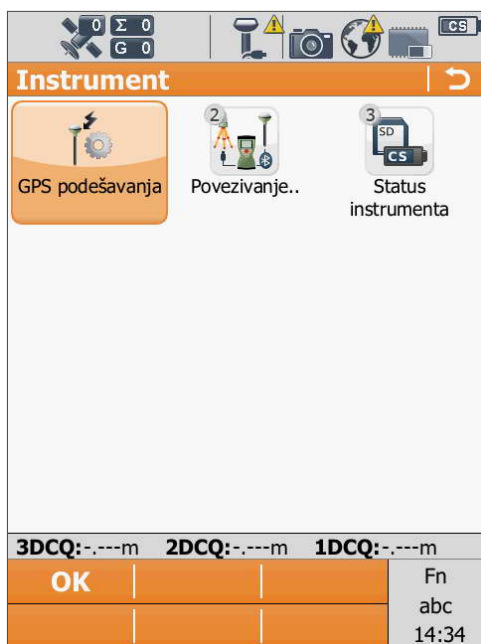 0 Σ 0
G 0
CS
Instrument
GPS podešavanja
2
Povezivanje..
3
SD
CS
Status
instrumenta
3DCQ:-.---m 2DCQ:-.---m 1DCQ:-.---m
OK
Fn
abc
14:34